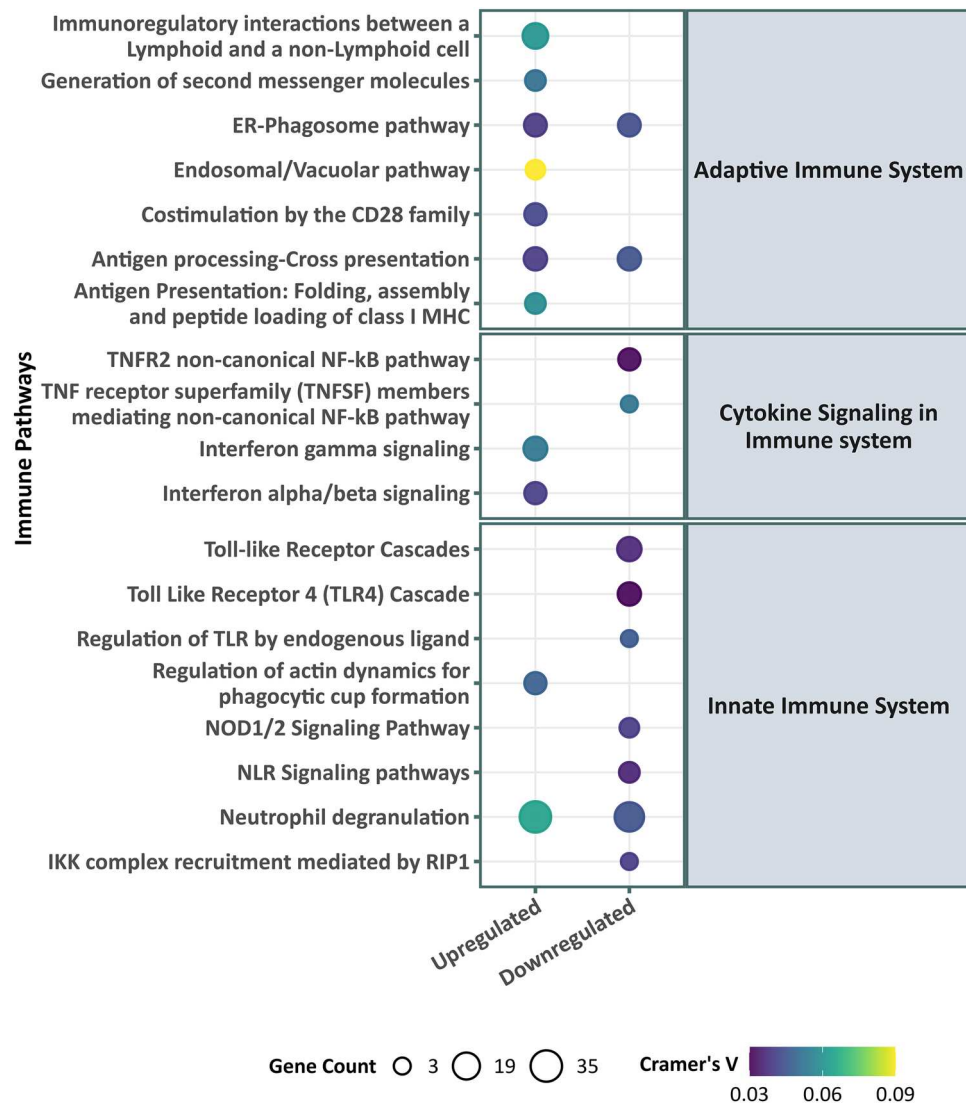 Immunoregulatory interactions between a
Lymphoid and a non-Lymphoid cell
Generation of second messenger molecules
ER-Phagosome pathway
Endosomal/Vacuolar pathway
Costimulation by the CD28 family
Antigen processing-Cross presentation
Antigen Presentation: Folding, assembly
and peptide loading of class I MHC
Adaptive Immune System
TNFR2 non-canonical NF-kB pathway
TNF receptor superfamily (TNFSF) members
mediating non-canonical NF-kB pathway
Interferon gamma signaling
Interferon alpha/beta signaling
Cytokine Signaling in
Immune system
Toll-like Receptor Cascades
Toll Like Receptor 4 (TLR4) Cascade
Regulation of TLR by endogenous ligand
Regulation of actin dynamics for
phagocytic cup formation
NOD1/2 Signaling Pathway
NLR Signaling pathways
Neutrophil degranulation
IKK complex recruitment mediated by RIP1
Innate Immune System
Immune Pathways
Upregulated
Downregulated
Gene Count 3 19 35
Cramer's V
0.03 0.06 0.09